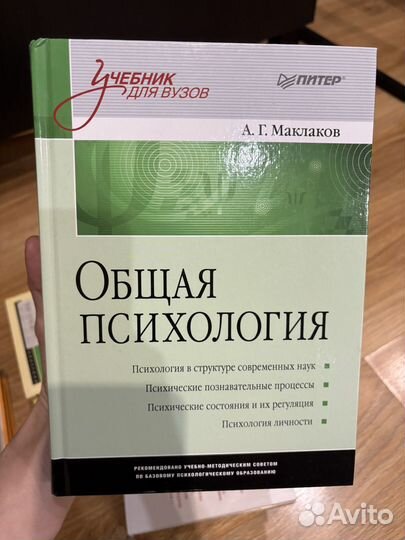 УЧЕБНИК
ДЛЯ ВУЗОВ
ПИТЕР®
А. Г. Маклаков
ОБЩАЯ
ПСИХОЛОГИЯ
Психология в структуре современных наук
Психические познавательные процессы
Психические состояния и их регуляция
Психология личности
РЕКОМЕНДОВАНО УЧЕБНО-МЕТОДИЧЕСКИМ СОВЕТОМ
ПО БАЗОВОМУ ПСИХОЛОГИЧЕСКОМУ ОБРАЗОВАНИЮ
Avito